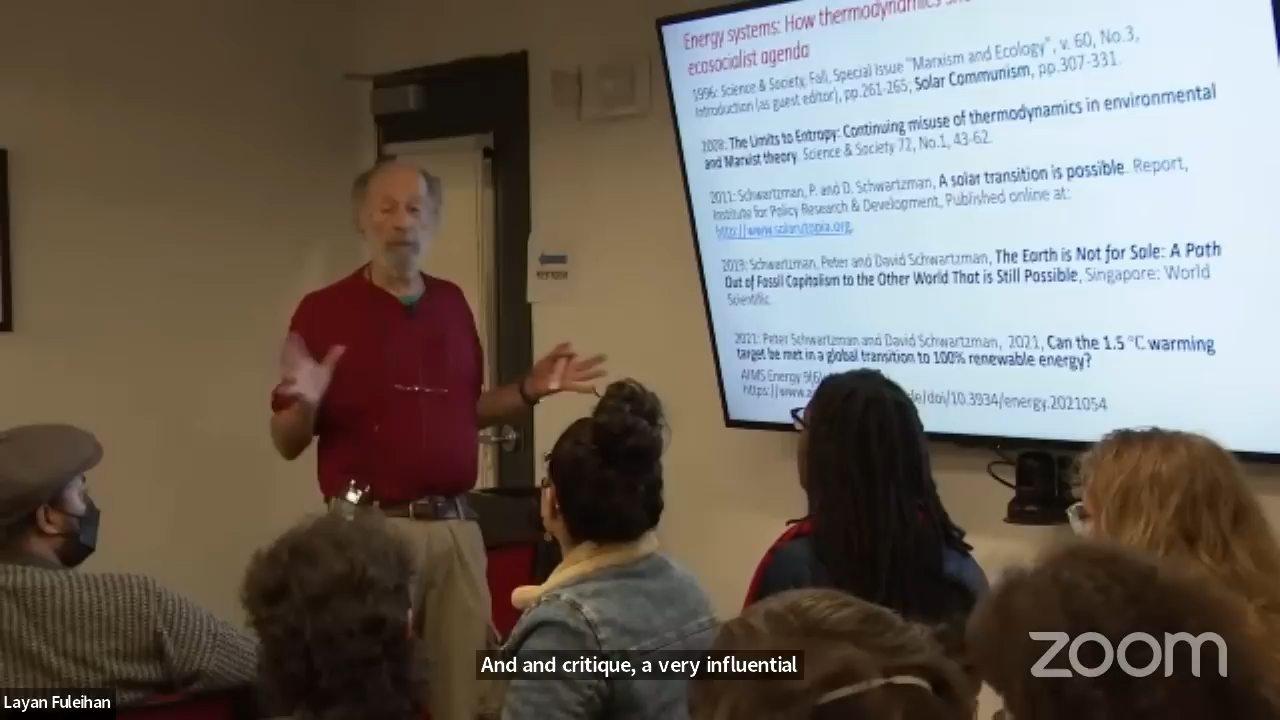 Energy systems: How thermodynamics
ecosocialist agenda
1996: Science & Society, Fall, Special Issue "Marxism and Ecology", v. 60, No.3,
Introduction (as guest editor), pp.261-265; Solar Communism, pp.307-331.
2008: The Limits to Entropy: Continuing misuse of thermodynamics in environmental
and Marxist theory. Science & Society 72, No.1, 43-62.
2011: Schwartzman, P. and D. Schwartzman, A solar transition is possible. Report,
Institute for Policy Research & Development, Published online at:
http://www.solarutopia.org.
2019: Schwartzman, Peter and David Schwartzman, The Earth is Not for Sale: A Path
Out of Fossil Capitalism to the Other World That is Still Possible, Singapore: World
Scientific.
2021: Peter Schwartzman and David Schwartzman, 2021, Can the 1.5 °C warming
target be met in a global transition to 100% renewable energy?
AIMS Energy 9(6)
https://www.a le/doi/10.3934/energy.2021054
And and critique, a very influential
zoom
Layan Fuleihan